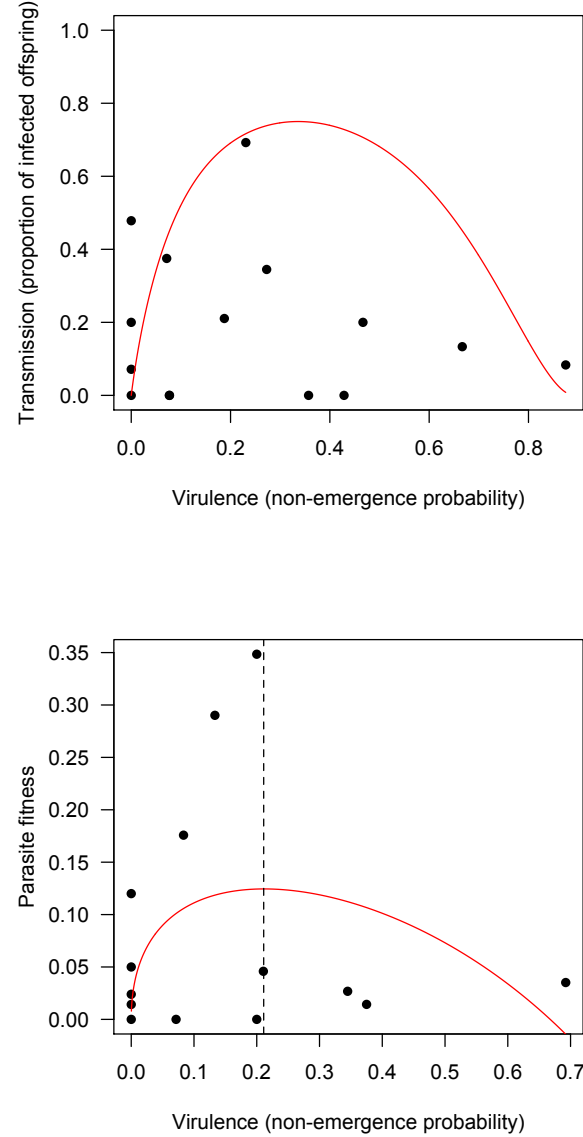 Transmission (proportion of infected offspring)
1.0
0.8
0.6
0.4
0.2
0.0
0.0 0.2 0.4 0.6 0.8
Virulence (non-emergence probability)
Parasite fitness
0.35
0.30
0.25
0.20
0.15
0.10
0.05
0.00
0.0 0.1 0.2 0.3 0.4 0.5 0.6 0.7
Virulence (non-emergence probability)